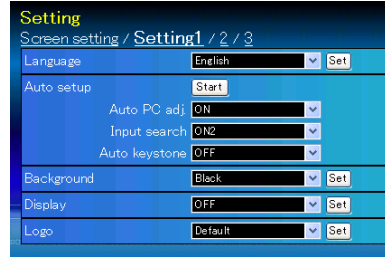 Setting
Screen setting / Setting1 / 2 / 3
Language English Set
Auto setup Start
Auto PC adj. ON
Input search ON2
Auto keystone OFF
Background Black Set
Display OFF Set
Logo Default Set